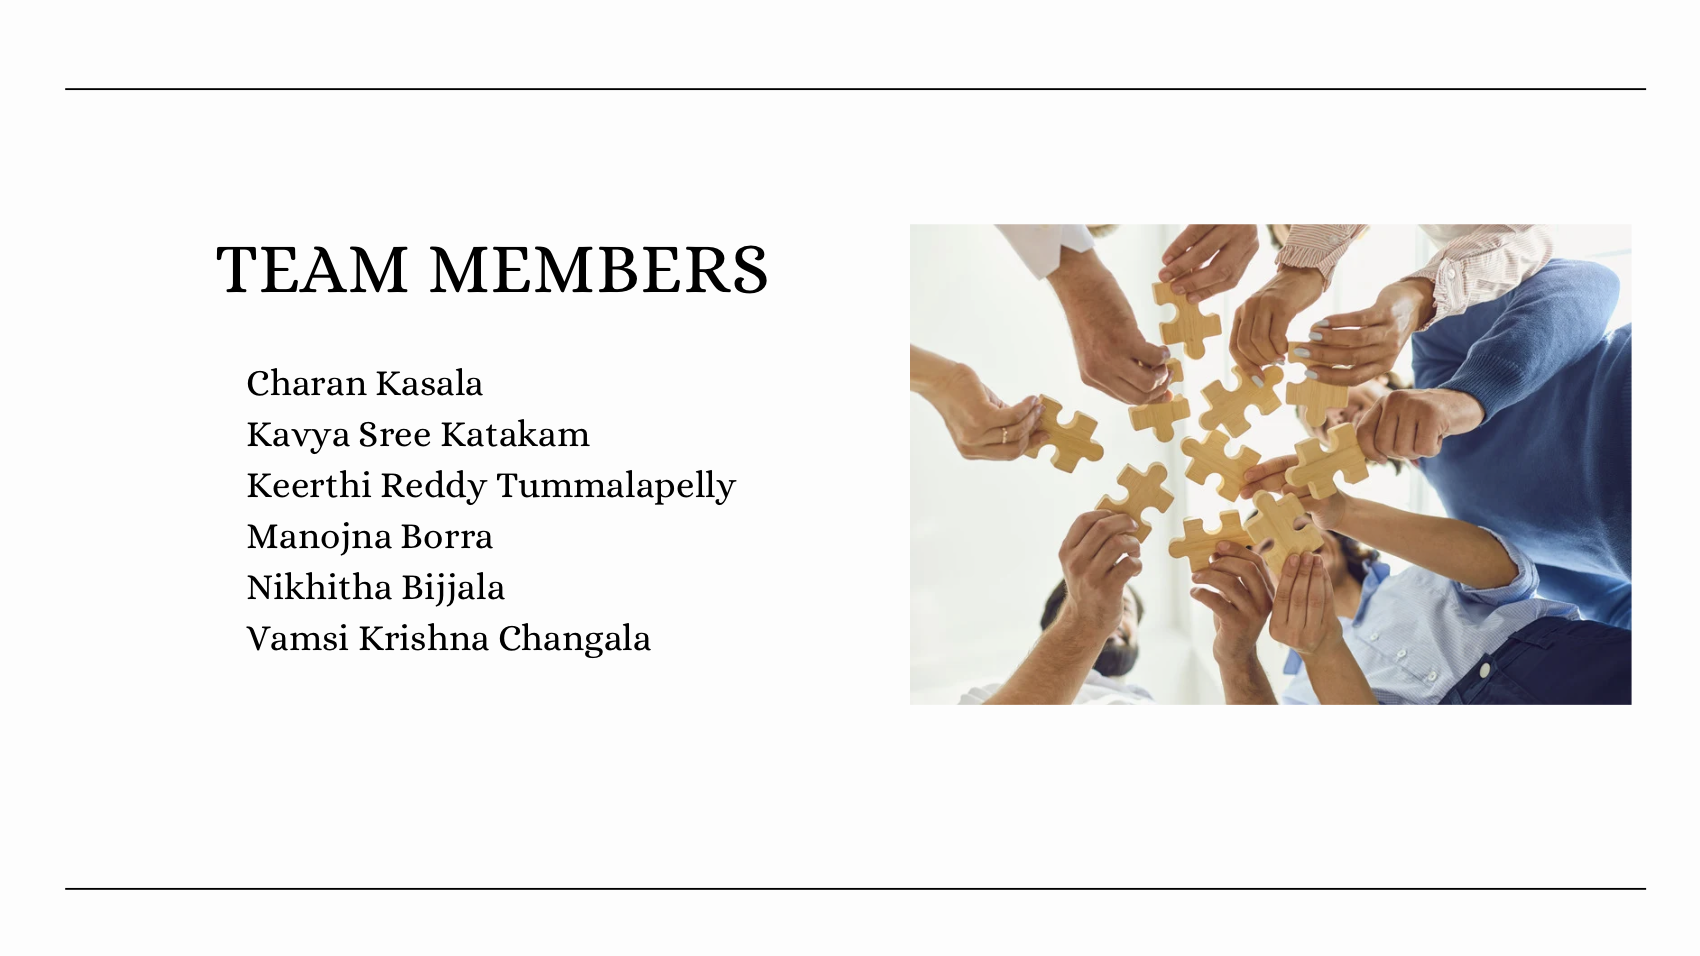 TEAM MEMBERS
Charan Kasala
Kavya Sree Katakam
Keerthi Reddy Tummalapelly
Manojna Borra
Nikhitha Bijjala
Vamsi Krishna Changala